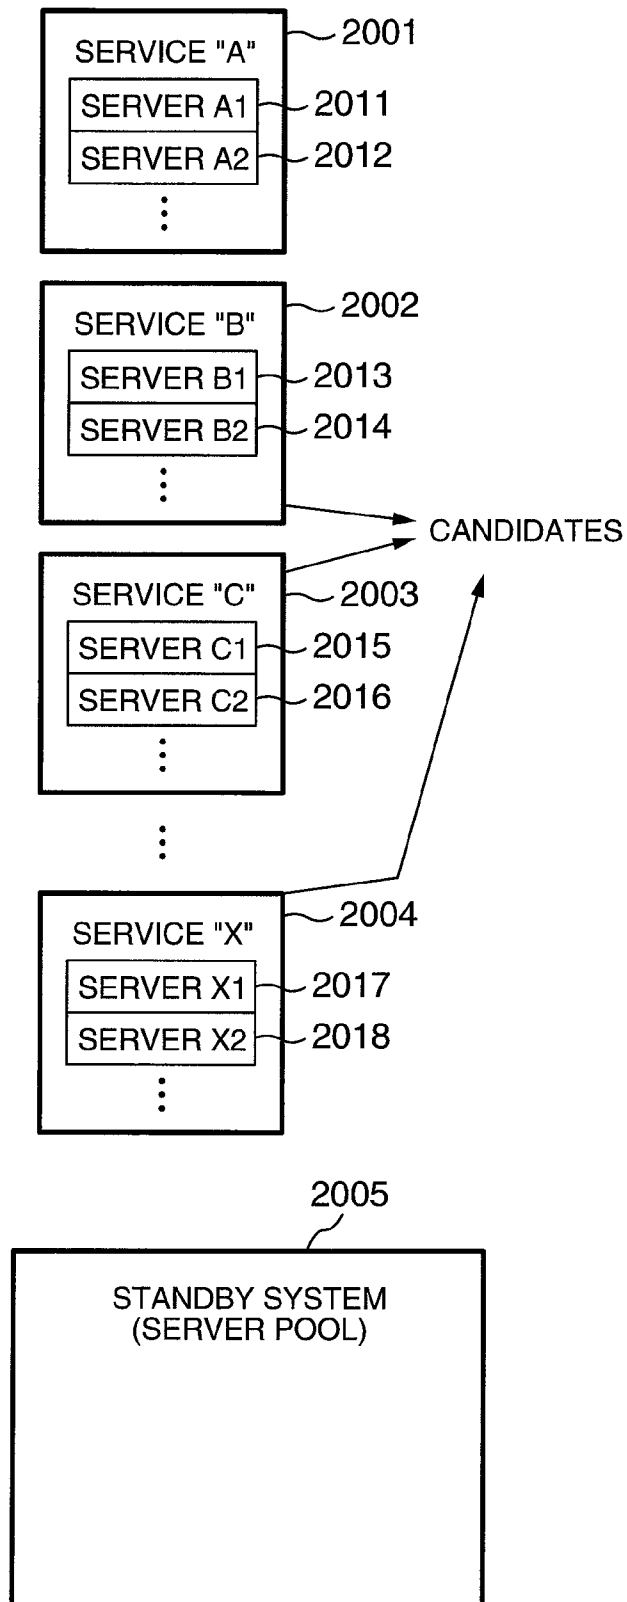 SERVICE "A"
2001
SERVER A1
2011
SERVER A2
2012
SERVICE "B"
2002
SERVER B1
2013
SERVER B2
2014
CANDIDATES
SERVICE "C"
2003
SERVER C1
2015
SERVER C2
2016
SERVICE "X"
2004
SERVER X1
2017
SERVER X2
2018
2005
STANDBY SYSTEM
(SERVER POOL)